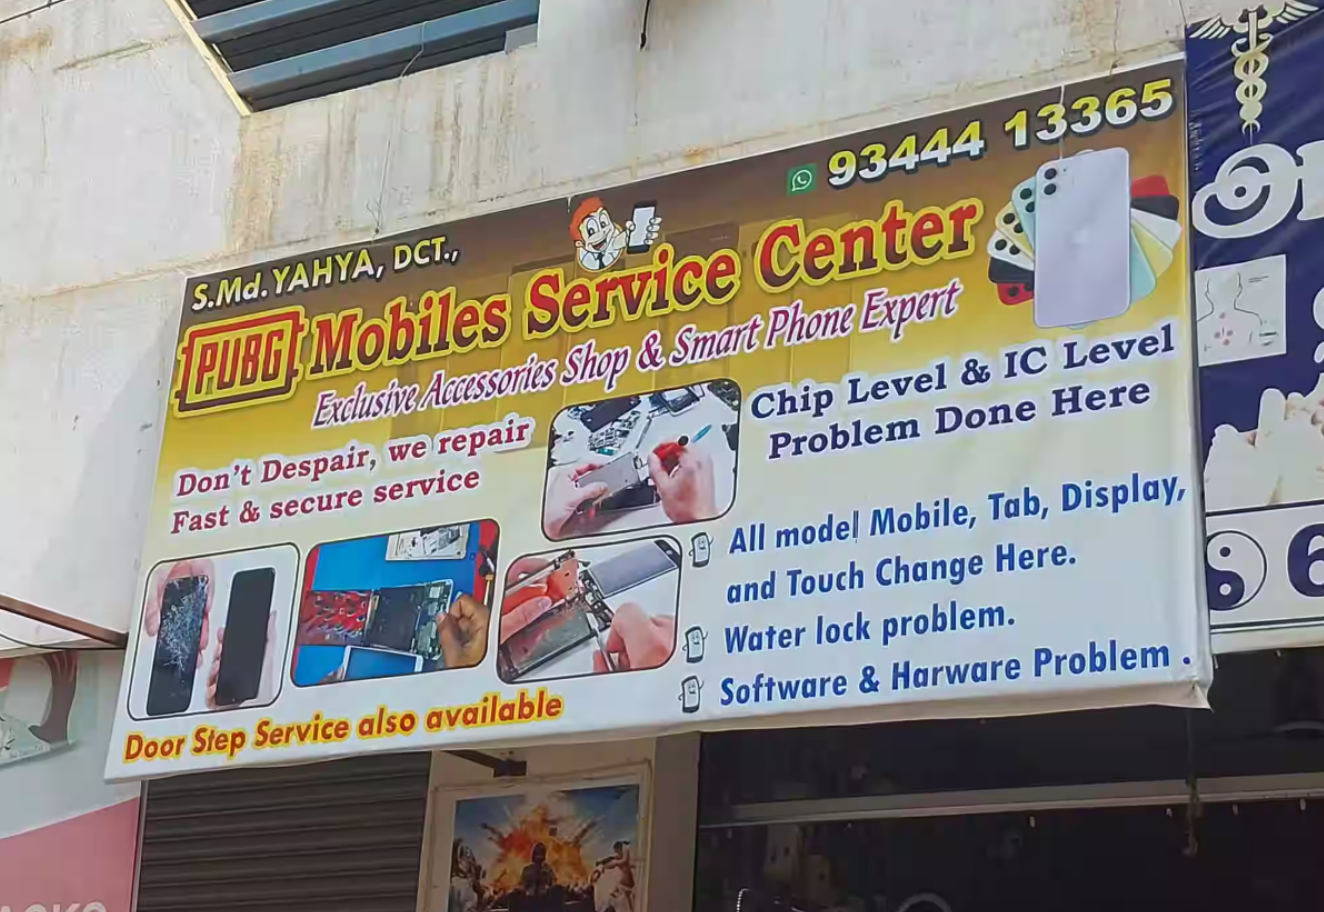 93444 13365
S.Md. YAHYA, DCT.,
PUBG Mobiles Service Center
Exclusive Accessories Shop & Smart Phone Expert
Don't Despair, we repair
Fast & secure service
Chip Level & IC Level
Problem Done Here
All model Mobile, Tab, Display,
and Touch Change Here.
Water lock problem.
Software & Harware Problem .
Door Step Service also available
6